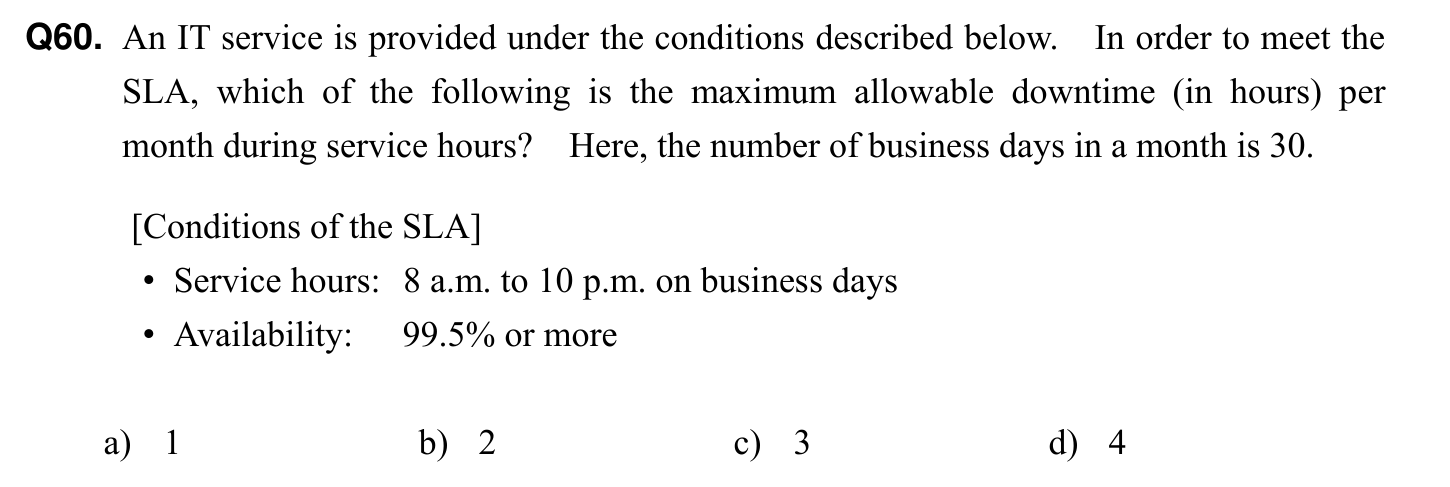 Q60. An IT service is provided under the conditions described below. In order to meet the
SLA, which of the following is the maximum allowable downtime (in hours) per
month during service hours? Here, the number of business days in a month is 30.
[Conditions of the SLA]
• Service hours: 8 a.m. to 10 p.m. on business days
• Availability: 99.5% or more
a) 1 b) 2 c) 3 d) 4